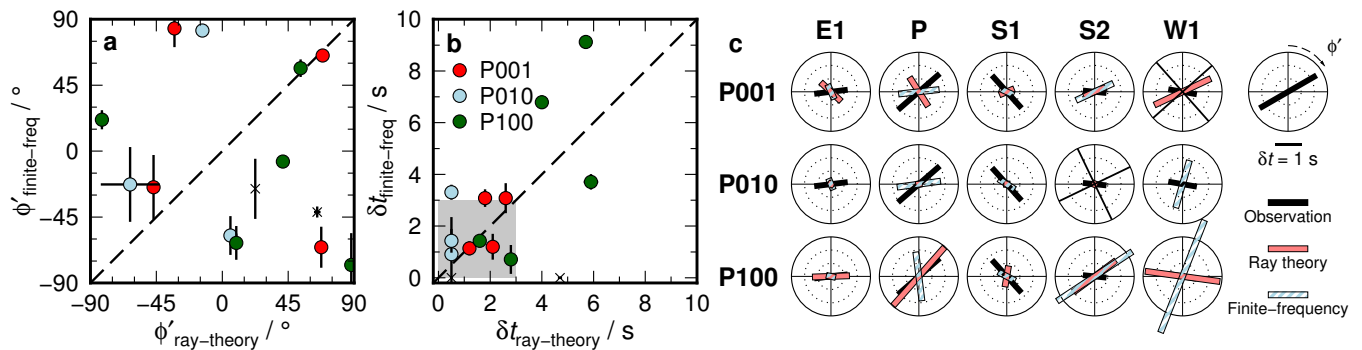 a
90
45
0
−45
−90
ϕ′finite−freq / °
−90
−45
0
45
90
ϕ′ray−theory / °
b
10
8
6
4
2
0
δtfinite−freq / s
0
2
4
6
8
10
δtray−theory / s
P001
P010
P100
c
E1 P S1 S2 W1
P001
P010
P100
ϕ′
δt = 1 s
Observation
Ray theory
Finite−frequency